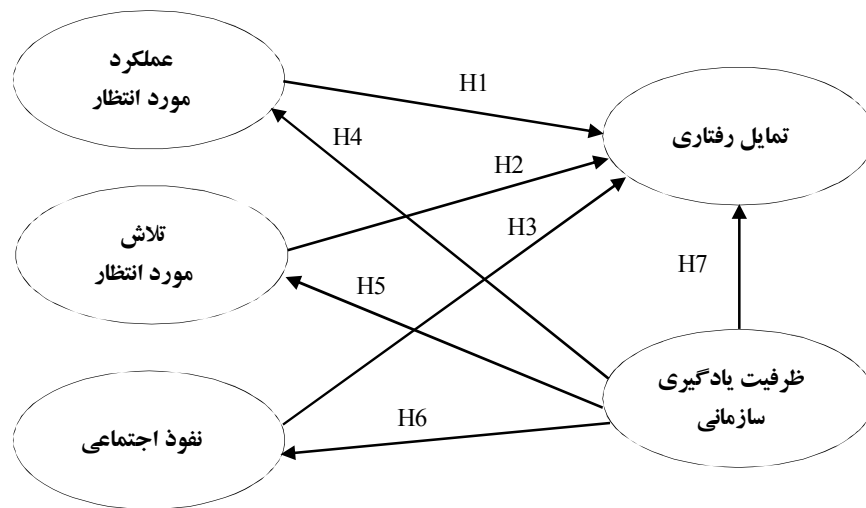 عملکرد
مورد انتظار
H1
تمایل رفتاری
H4
H2
تلاش
مورد انتظار
H3
H5
H7
ظرفیت یادگیری
سازمانی
H6
نفوذ اجتماعی